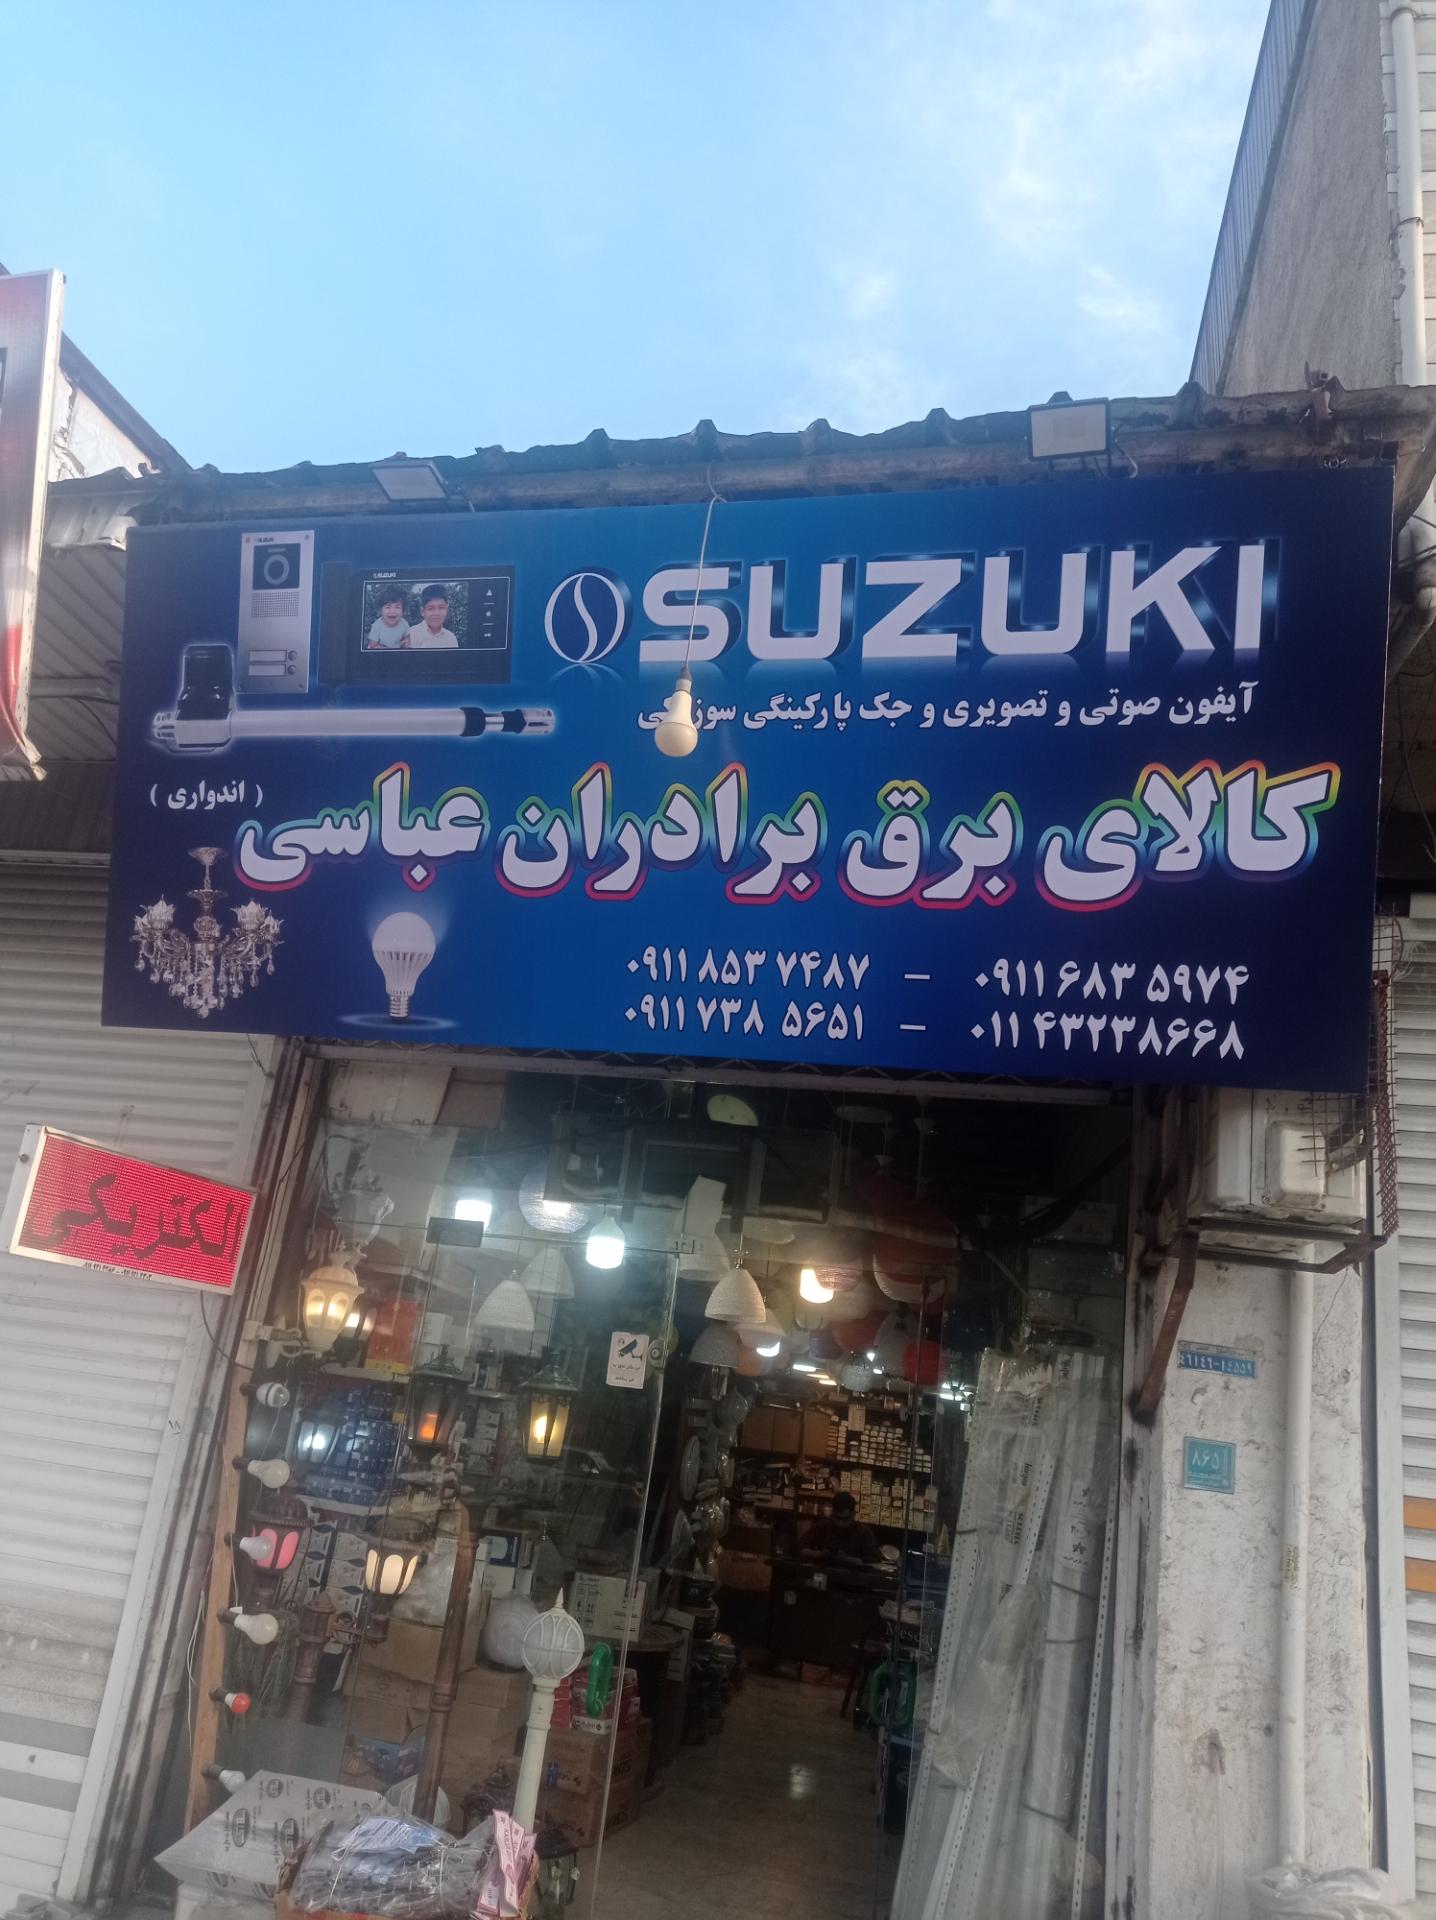 SUZUKI
آیفون صوتی و تصویری و جک پارکینگی سوزوکی
کالای برق برادران عباسی
( اندواری )
۰۹۱۱ ۶۸۳ ۵۹۷۴ - ۰۹۱۱ ۸۵۳ ۷۴۸۷
۰۱۱ ۴۳۲۳۸۶۶۸ - ۰۹۱۱ ۷۳۸ ۵۶۵۱
الکتریکی
۸۶۵